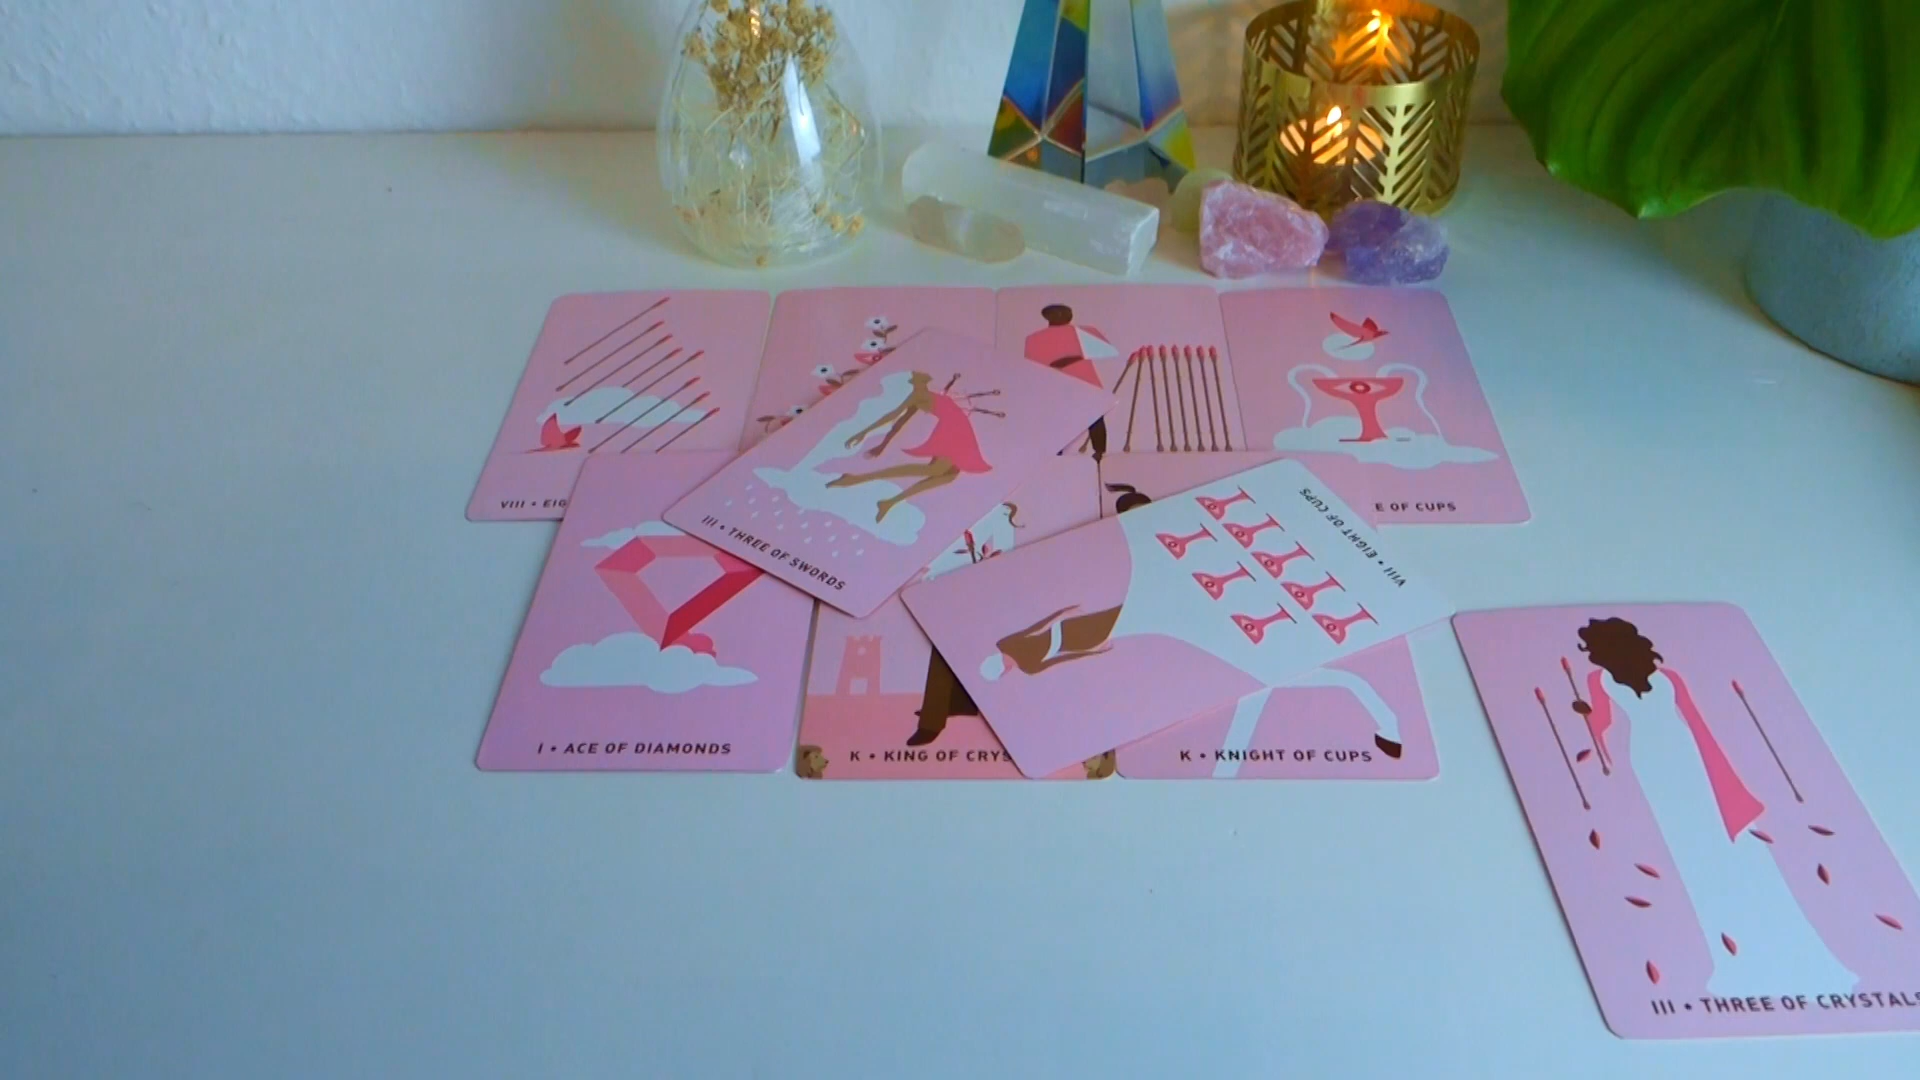 VIII • EIG
E OF CUPS
III • THREE OF SWORDS
VIII • EIGHT OF CUPS
I • ACE OF DIAMONDS
K • KING OF CRYS
K • KNIGHT OF CUPS
III • THREE OF CRYSTALS